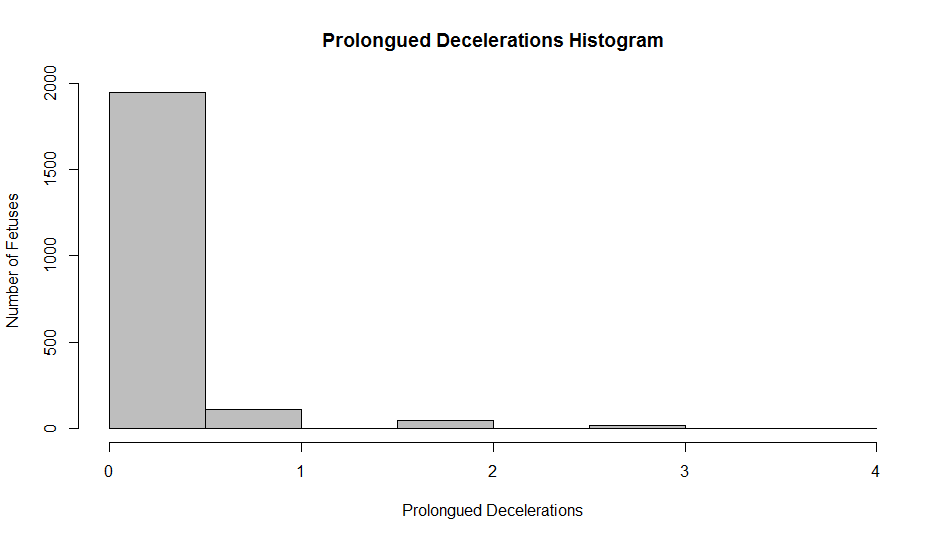 Prolongued Decelerations Histogram
2000
1500
1000
500
0
Number of Fetuses
0 1 2 3 4
Prolongued Decelerations